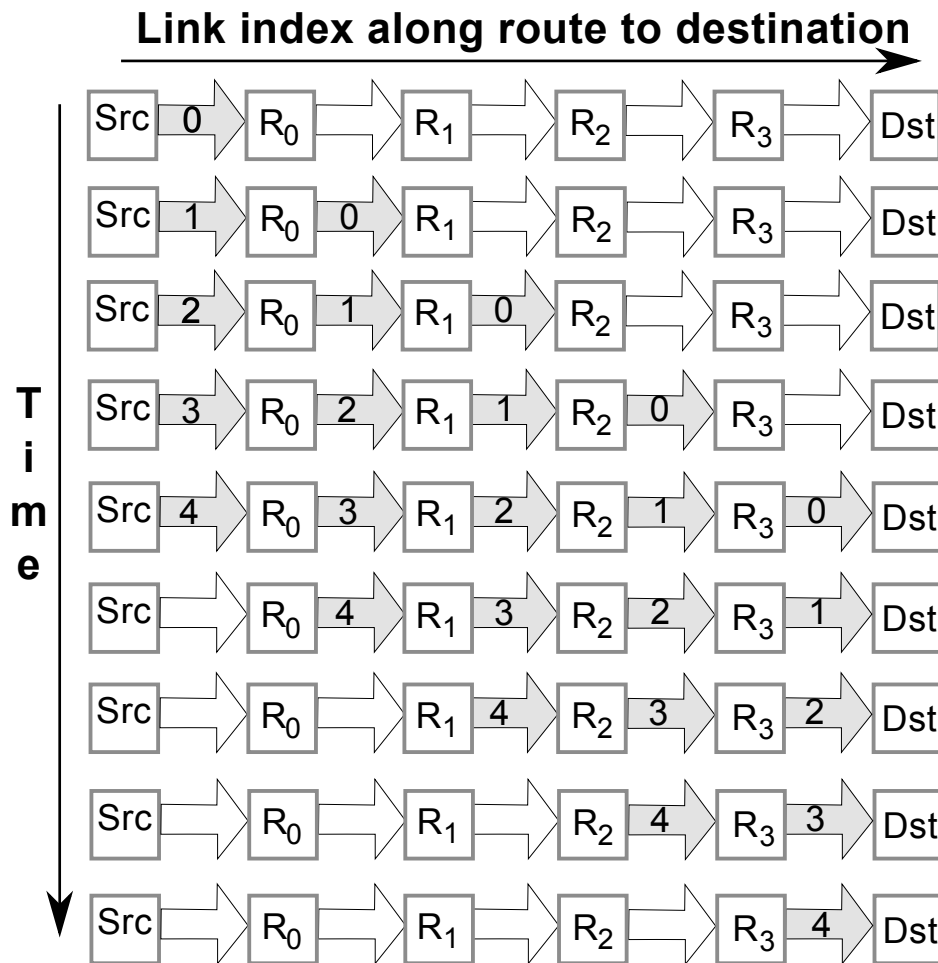 Link index along route to destination
Src 0 R0 R1 R2 R3 Dst
Src 1 R0 0 R1 R2 R3 Dst
Src 2 R0 1 R1 0 R2 R3 Dst
Src 3 R0 2 R1 1 R2 0 R3 Dst
Src 4 R0 3 R1 2 R2 1 R3 0 Dst
Src R0 4 R1 3 R2 2 R3 1 Dst
Src R0 R1 4 R2 3 R3 2 Dst
Src R0 R1 R2 4 R3 3 Dst
Src R0 R1 R2 R3 4 Dst
T
i
m
e